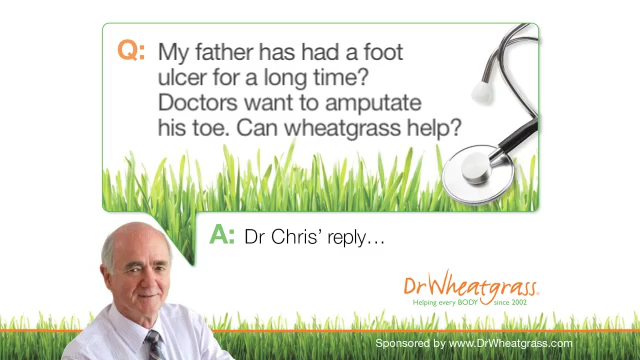 Q: My father has had a foot
ulcer for a long time?
Doctors want to amputate
his toe. Can wheatgrass help?
A: Dr Chris' reply...
DrWheatgrass
Helping every BODY since 2002
Sponsored by www.DrWheatgrass.com